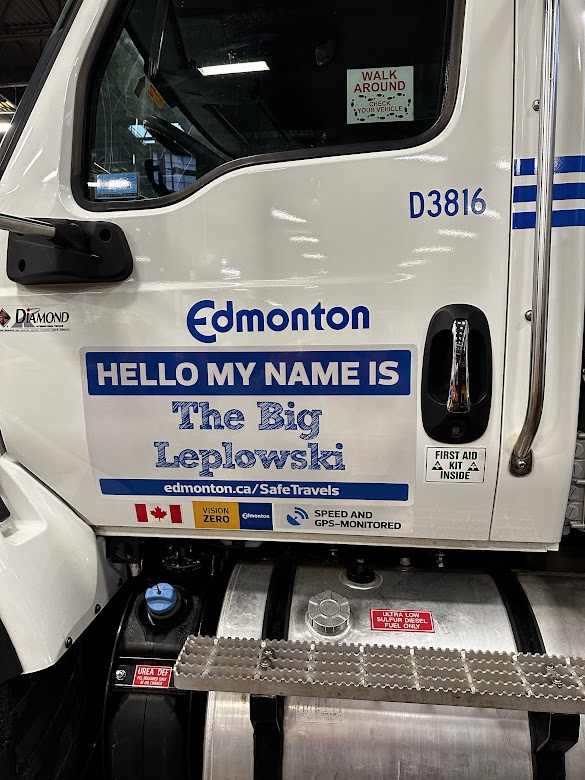 WALK
AROUND
CHECK
YOUR VEHICLE
D3816
DIAMOND
Edmonton
HELLO MY NAME IS
The Big
Leplowski
edmonton.ca/SafeTravels
VISION
ZERO
Edmonton
SPEED AND
GPS-MONITORED
FIRST AID
KIT
INSIDE
ULTRA LOW
SULFUR DIESEL
FUEL ONLY
UREA DEF